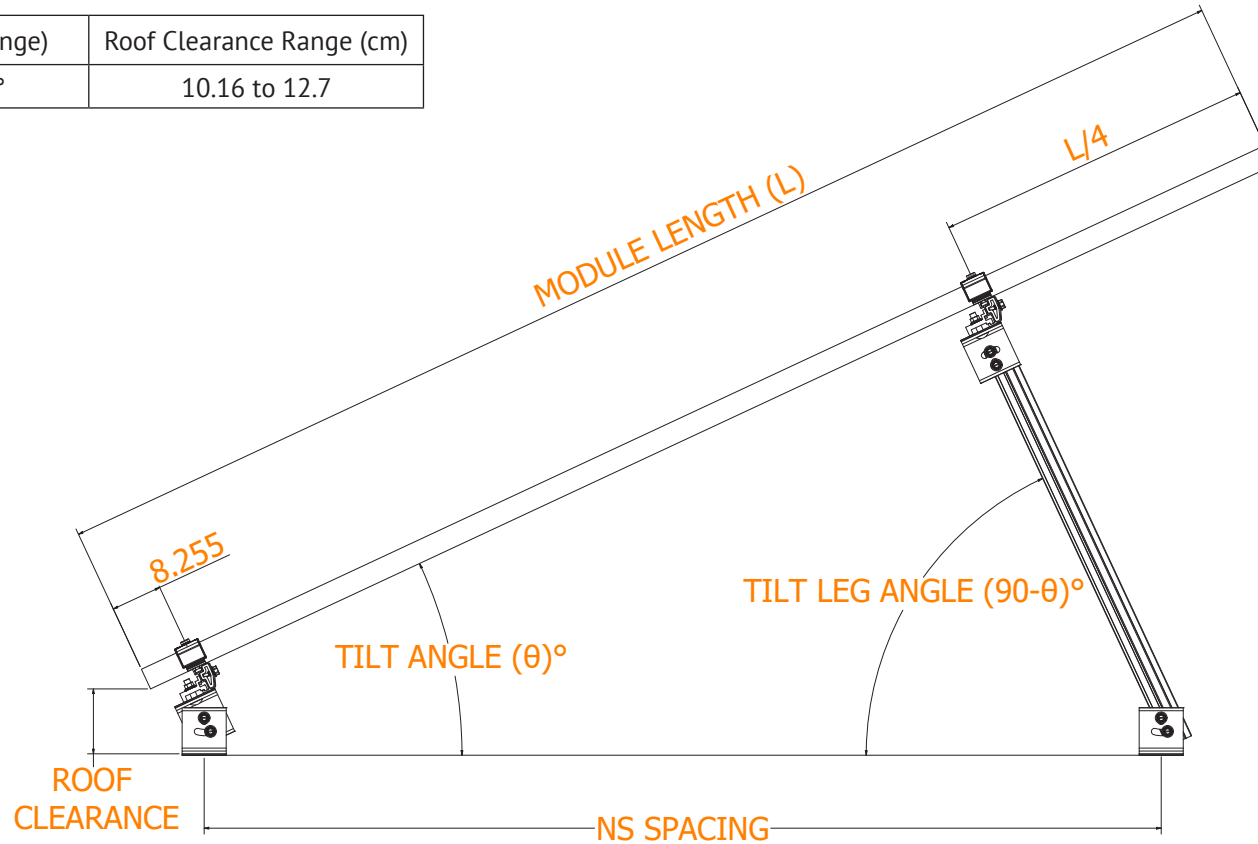 nge) Roof Clearance Range (cm)
° 10.16 to 12.7
L/4
MODULE LENGTH (L)
8.255
TILT LEG ANGLE (90-θ)°
TILT ANGLE (θ)°
ROOF
CLEARANCE
NS SPACING